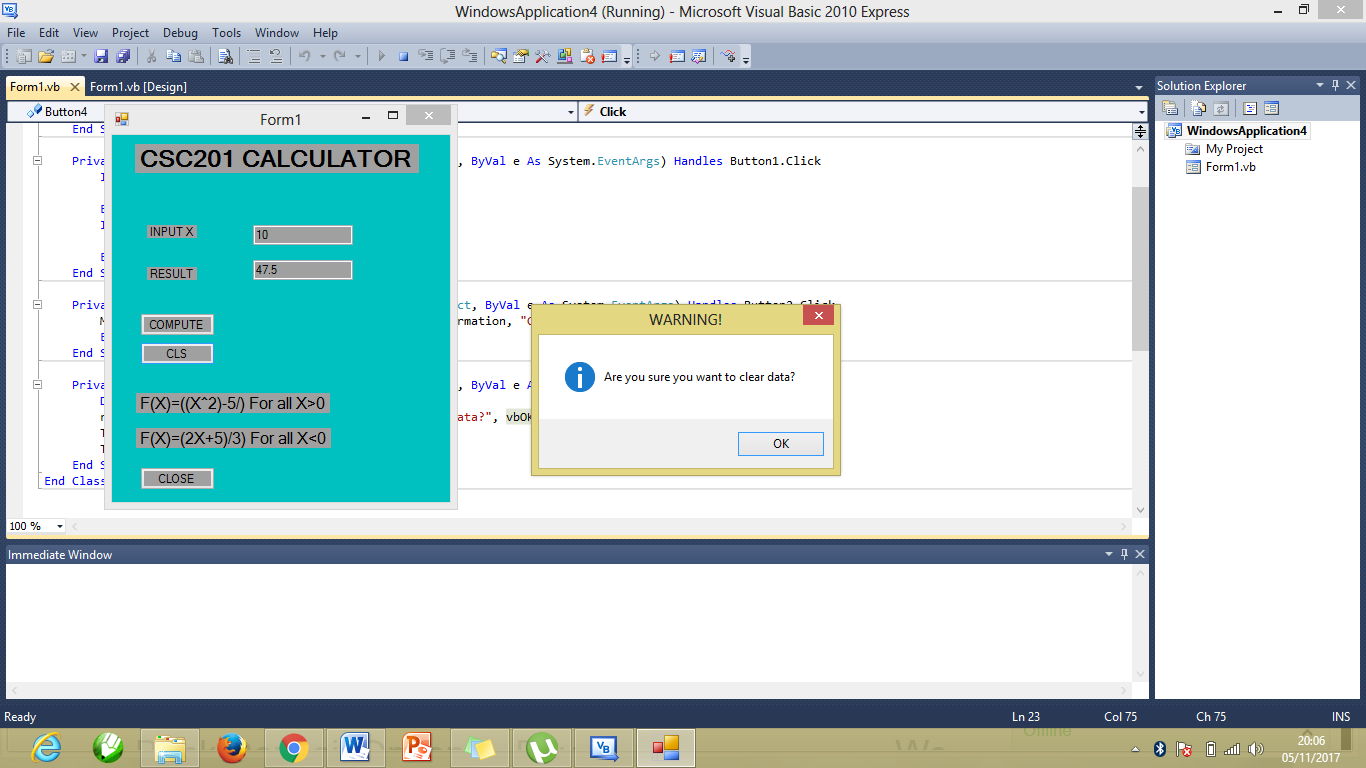 WindowsApplication4 (Running) - Microsoft Visual Basic 2010 Express
File Edit View Project Debug Tools Window Help
Form1.vb Form1.vb [Design]
Button4 Click
Form1
CSC201 CALCULATOR
INPUT X 10
RESULT 47.5
COMPUTE
CLS
F(X)=((X^2)-5/) For all X>0
F(X)=(2X+5)/3) For all X<0
CLOSE
End S
Priva , ByVal e As System.EventArgs) Handles Button1.Click
End S
Priva ct, ByVal e As System.EventArgs) Handles Button2.Click
M rmation, "C
End S
Priva , ByVal e A
ata?", vbOK
End S
End Class
WARNING!
Are you sure you want to clear data?
OK
100 %
Immediate Window
Solution Explorer
WindowsApplication4
My Project
Form1.vb
Ready Ln 23 Col 75 Ch 75 INS
20:06
05/11/2017